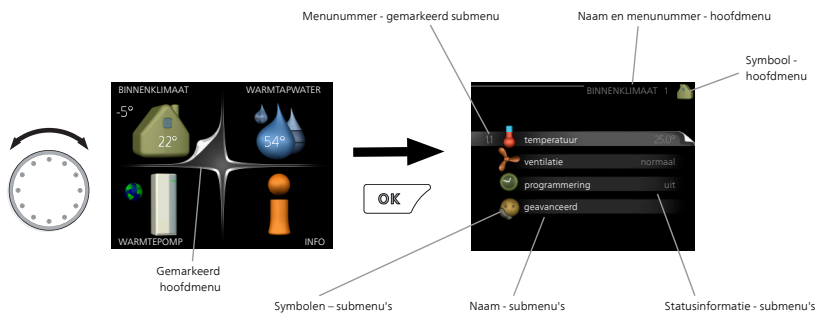 Menunummer - gemarkeerd submenu
Naam en menunummer - hoofdmenu
Symbool -
hoofdmenu
BINNENKLIMAAT
WARMTAPWATER
-5°
22°
54°
WARMTEPOMP
INFO
OK
BINNENKLIMAAT 1
1.1 temperatuur 25.0°
ventilatie normaal
programmering uit
geavanceerd
Gemarkeerd
hoofdmenu
Symbolen – submenu's
Naam - submenu's
Statusinformatie - submenu's